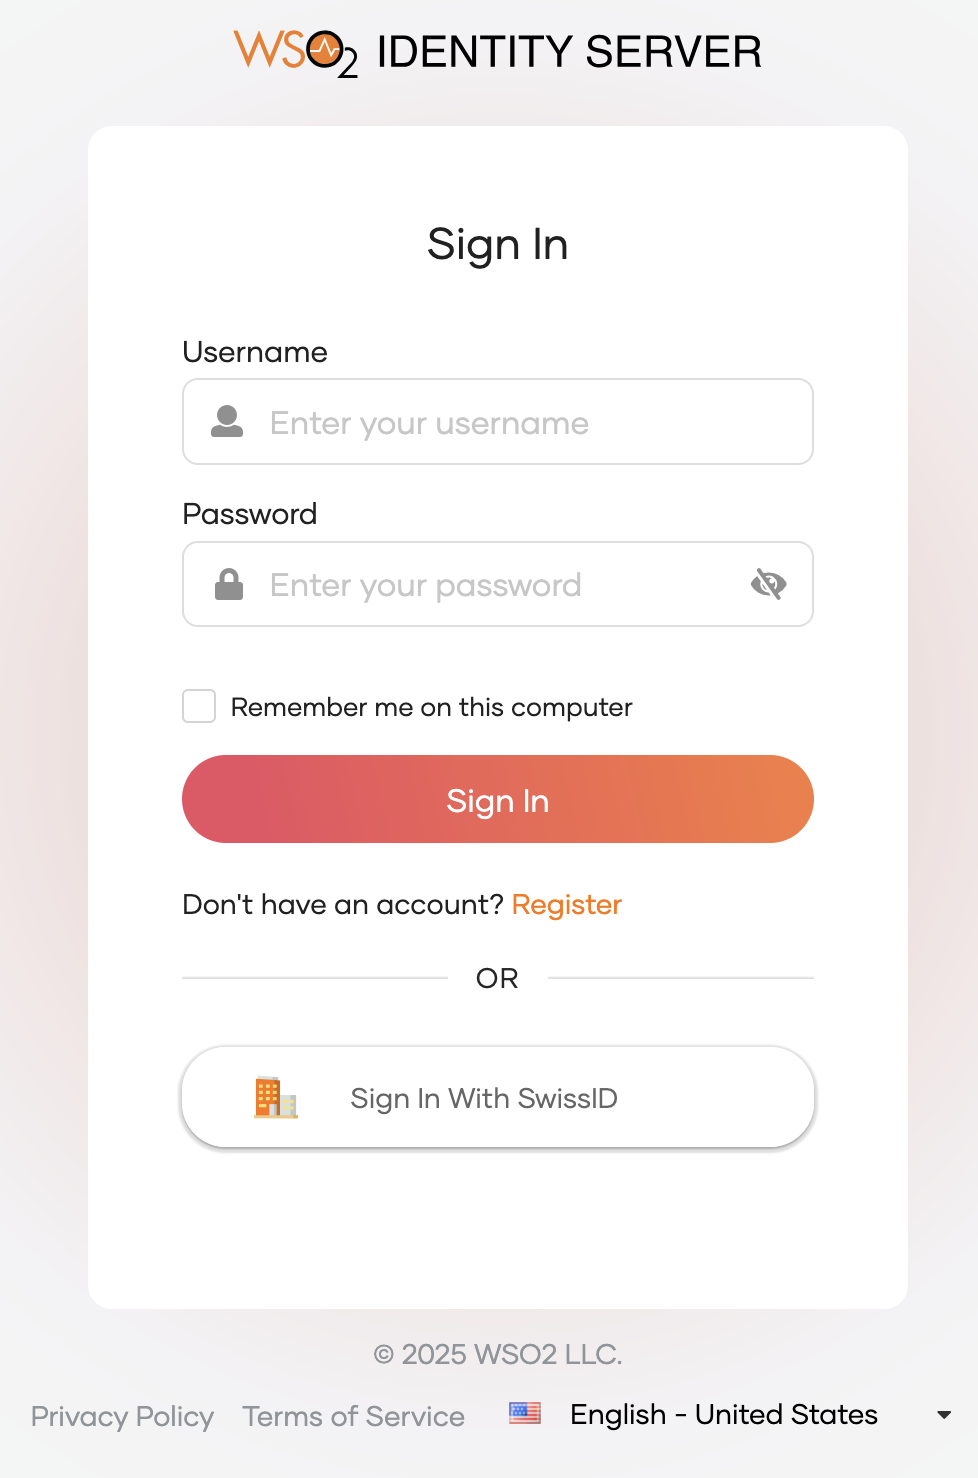 WSO2 IDENTITY SERVER
Sign In
Username
Enter your username
Password
Enter your password
Remember me on this computer
Sign In
Don't have an account? Register
OR
Sign In With SwissID
© 2025 WSO2 LLC.
Privacy Policy Terms of Service English - United States